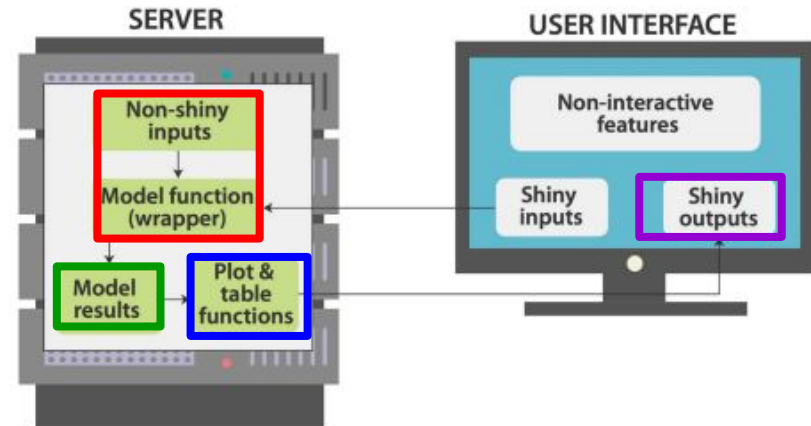 SERVER
Non-shiny
inputs
Model function
(wrapper)
Model
results
Plot &
table
functions
USER INTERFACE
Non-interactive
features
Shiny
inputs
Shiny
outputs